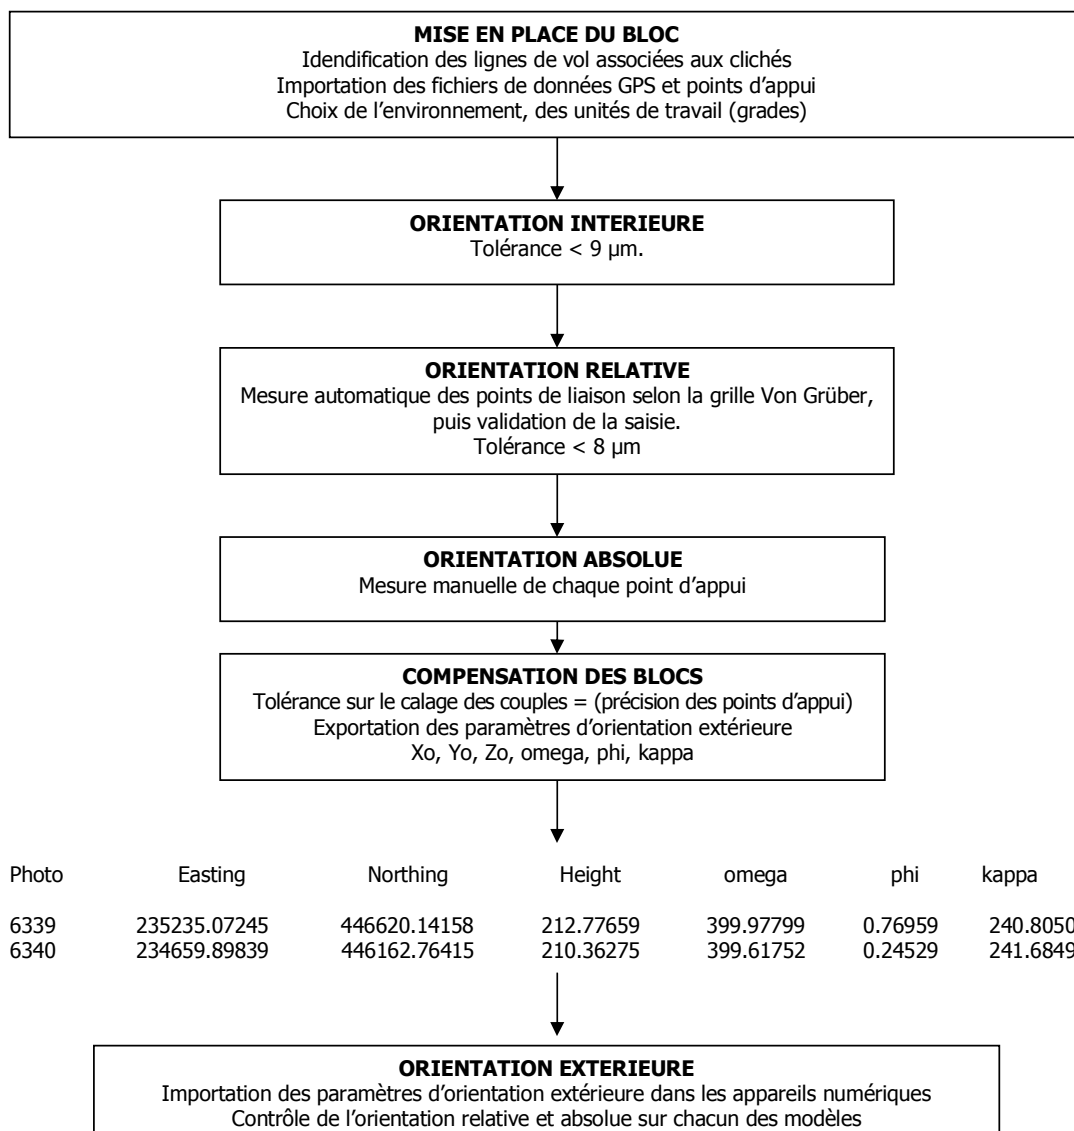 MISE EN PLACE DU BLOC
Idendification des lignes de vol associées aux clichés
Importation des fichiers de données GPS et points d'appui
Choix de l'environnement, des unités de travail (grades)
ORIENTATION INTERIEURE
Tolérance < 9 µm.
ORIENTATION RELATIVE
Mesure automatique des points de liaison selon la grille Von Grüber,
puis validation de la saisie.
Tolérance < 8 µm
ORIENTATION ABSOLUE
Mesure manuelle de chaque point d'appui
COMPENSATION DES BLOCS
Tolérance sur le calage des couples = (précision des points d'appui)
Exportation des paramètres d'orientation extérieure
Xo, Yo, Zo, omega, phi, kappa
Photo Easting Northing Height omega phi kappa
6339 235235.07245 446620.14158 212.77659 399.97799 0.76959 240.8050
6340 234659.89839 446162.76415 210.36275 399.61752 0.24529 241.6849
ORIENTATION EXTERIEURE
Importation des paramètres d'orientation extérieure dans les appareils numériques
Contrôle de l'orientation relative et absolue sur chacun des modèles